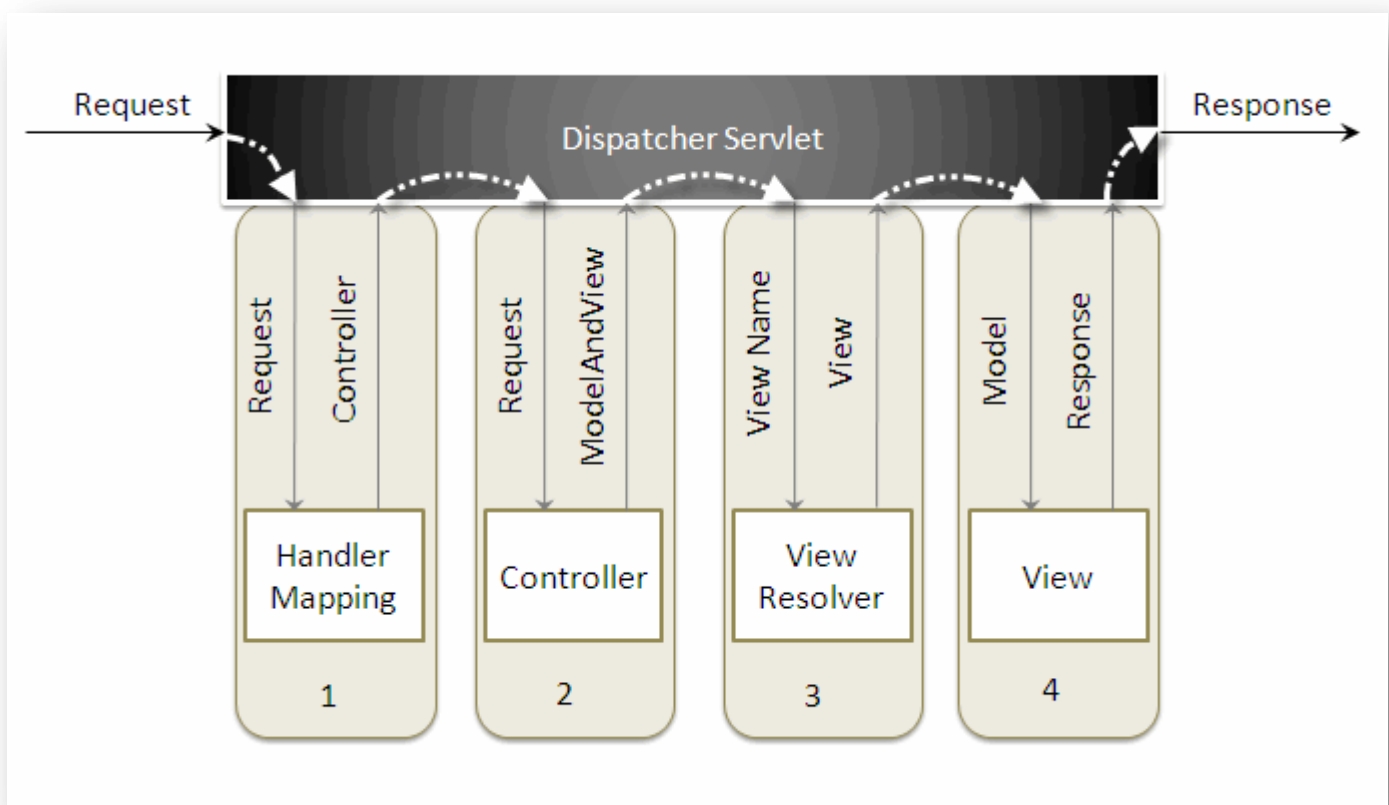 Request
Dispatcher Servlet
Response
Request
Controller
Request
ModelAndView
View Name
View
Model
Response
Handler
Mapping
Controller
View
Resolver
View
1
2
3
4